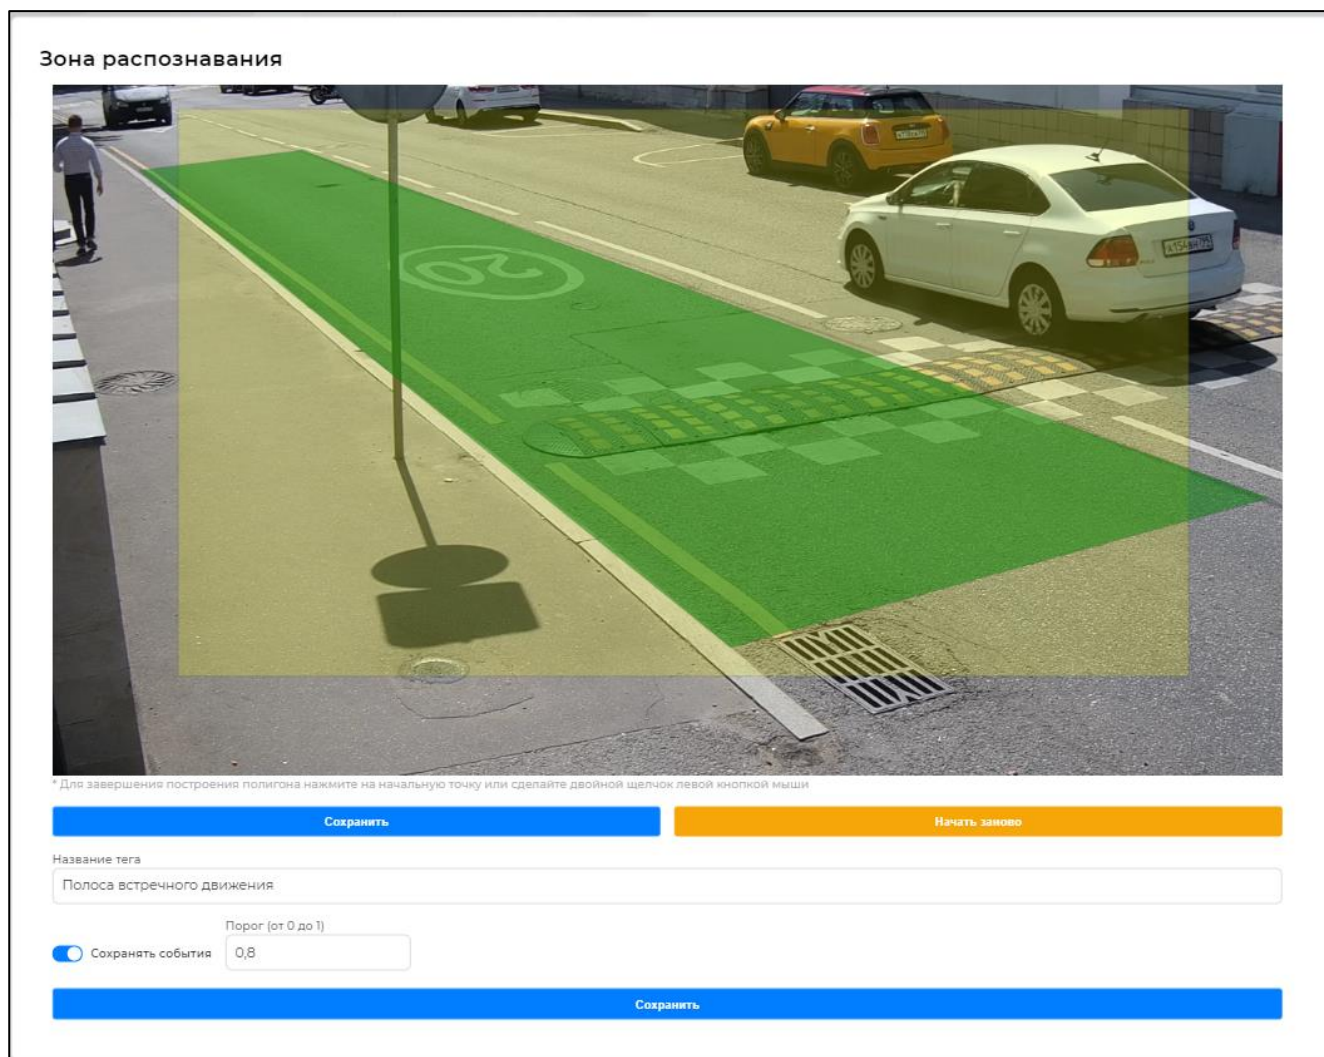 Зона распознавания
20
А154ВН
* Для завершения построения полигона нажмите на начальную точку или сделайте двойной щелчок левой кнопкой мыши
Сохранить
Начать заново
Название тега
Полоса встречного движения
Порог (от 0 до 1)
Сохранять события
0,8
Сохранить